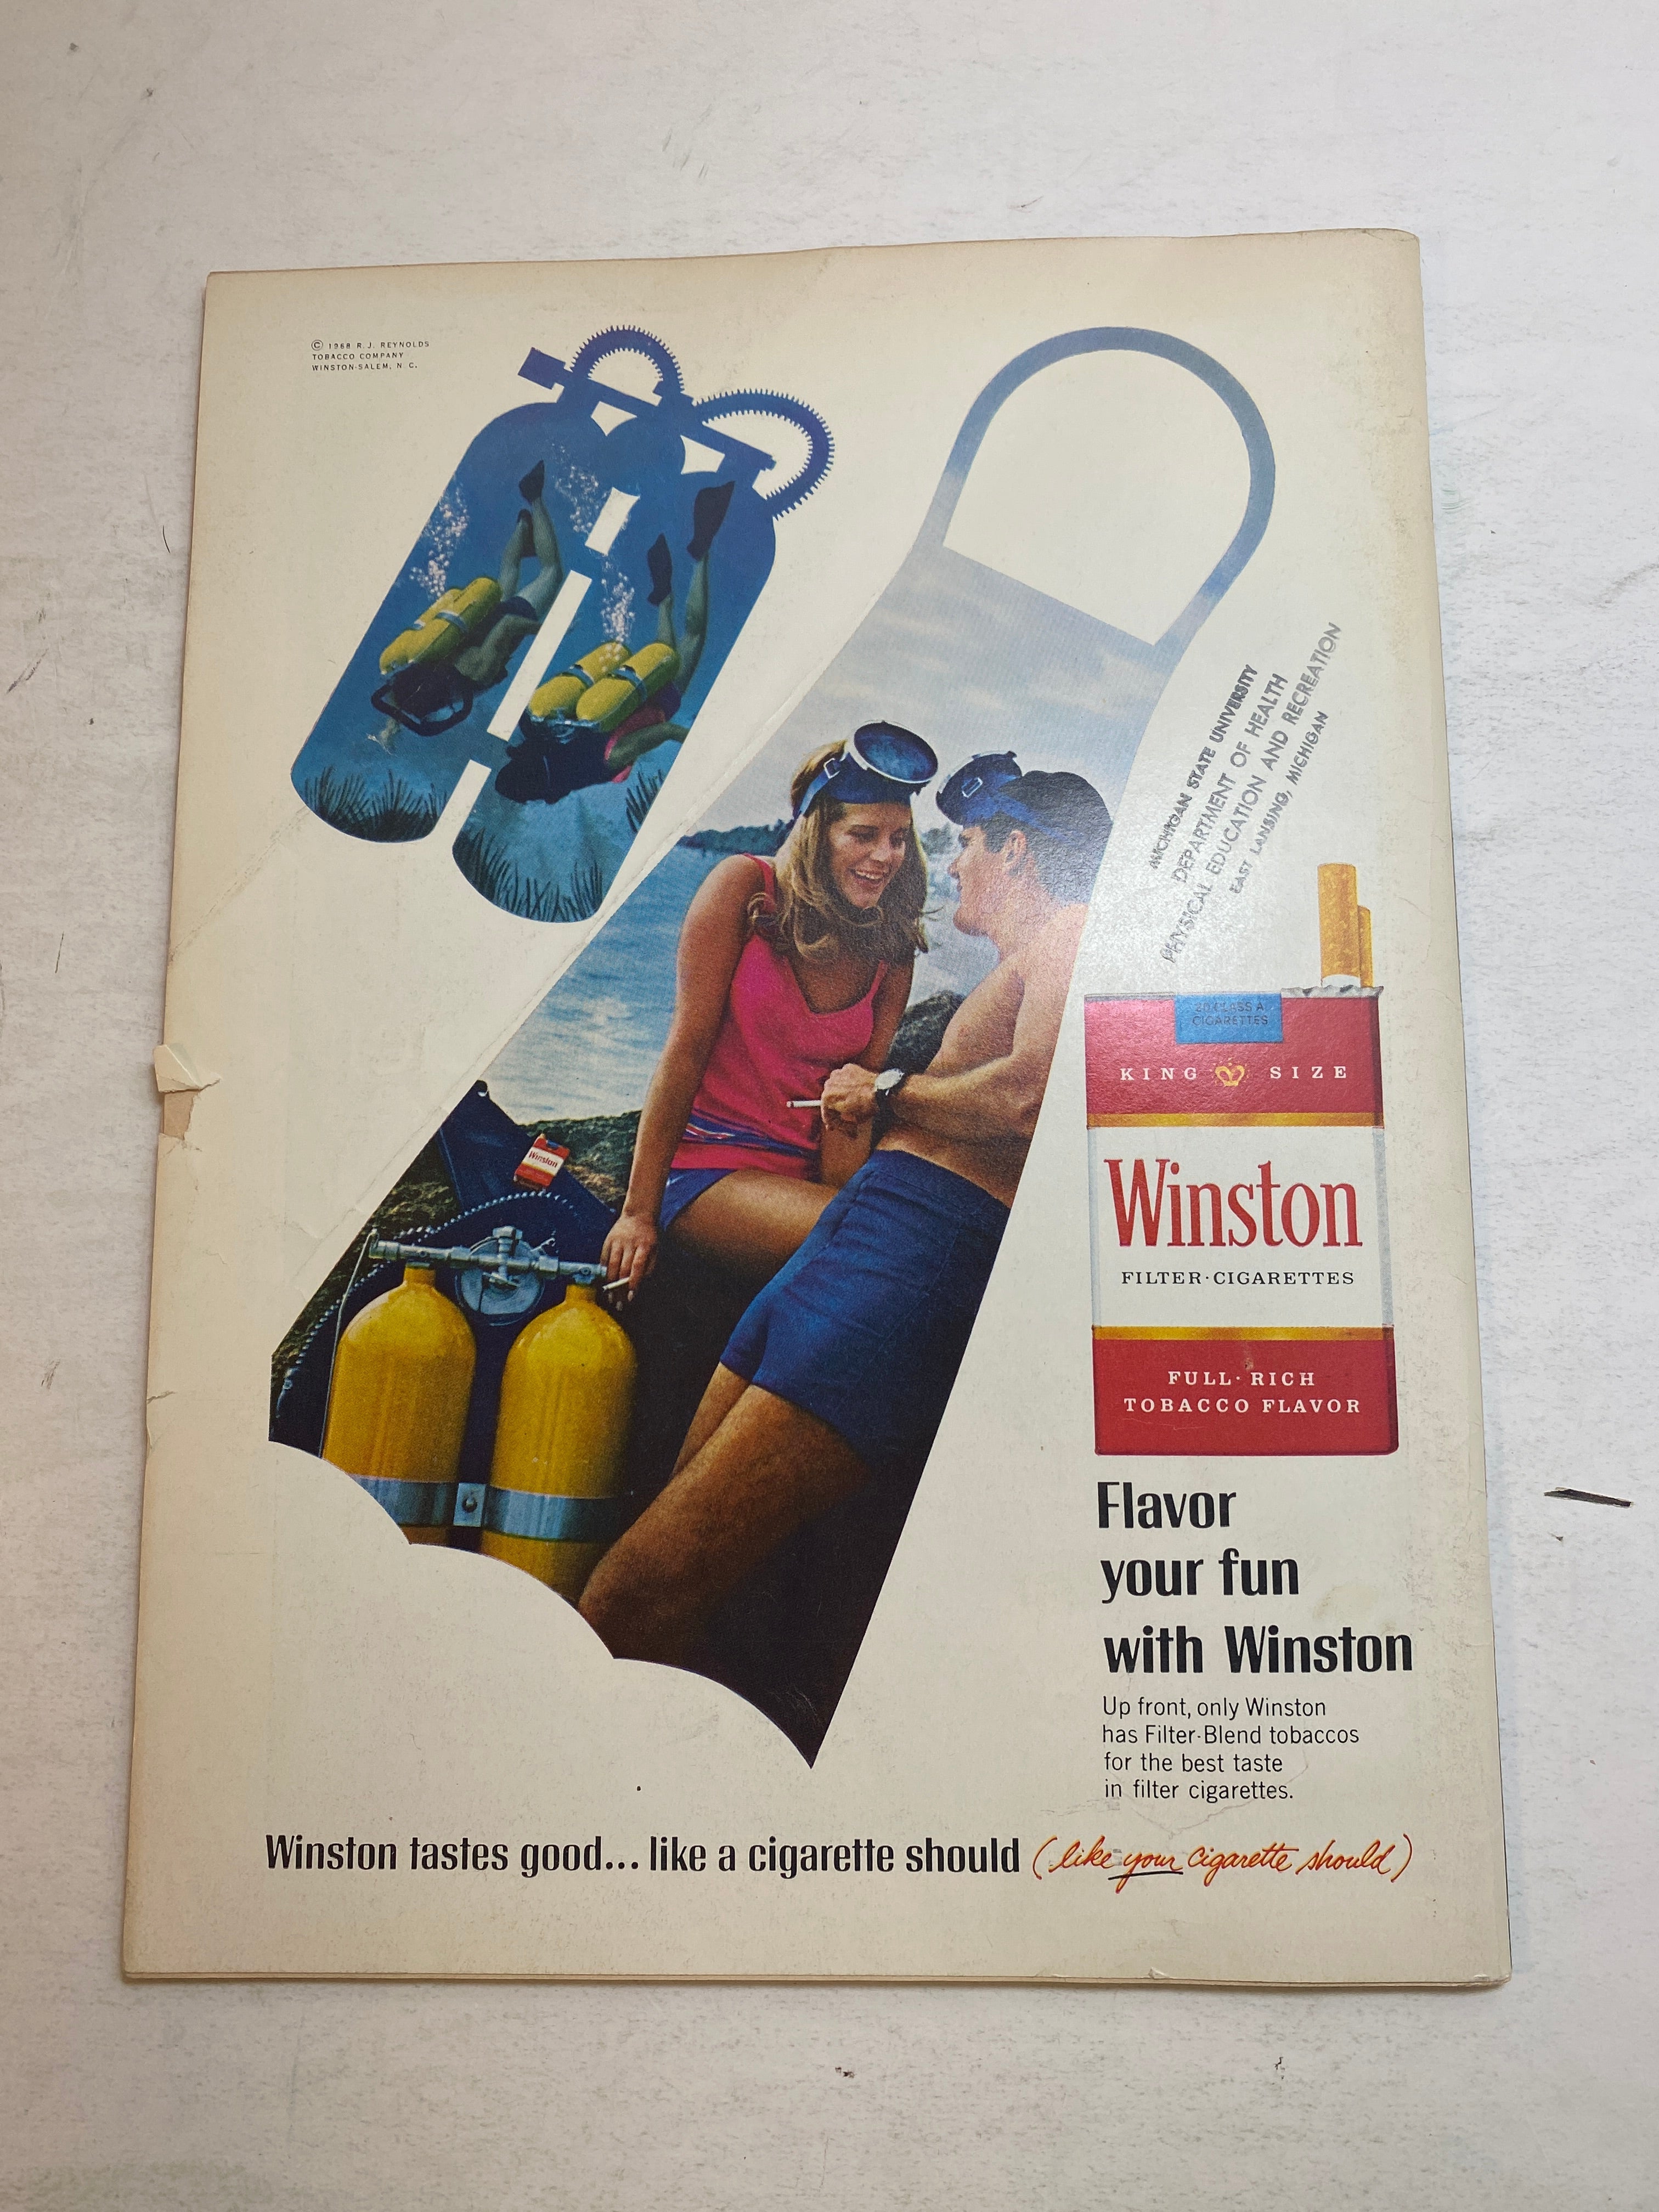 © 1968 R. J. REYNOLDS
TOBACCO COMPANY
WINSTON-SALEM, N. C.
MICHIGAN STATE UNIVERSITY
DEPARTMENT OF HEALTH
PHYSICAL EDUCATION AND RECREATION
EAST LANSING, MICHIGAN
20 CLASS A
CIGARETTES
KING SIZE
Winston
FILTER·CIGARETTES
FULL·RICH
TOBACCO FLAVOR
Winston
Flavor
your fun
with Winston
Up front, only Winston
has Filter-Blend tobaccos
for the best taste
in filter cigarettes.
Winston tastes good... like a cigarette should (like your cigarette should)